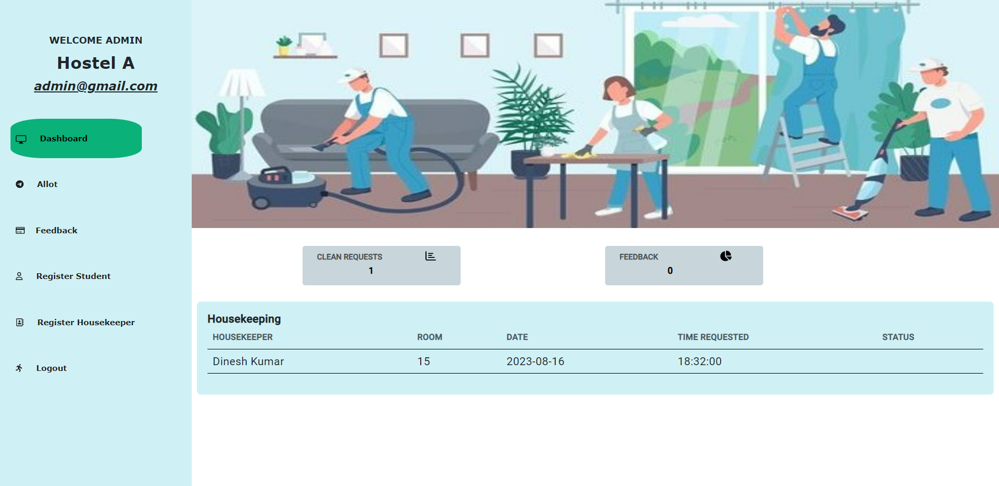 WELCOME ADMIN
Hostel A
admin@gmail.com
Dashboard
Allot
Feedback
Register Student
Register Housekeeper
Logout
CLEAN REQUESTS
1
FEEDBACK
0
Housekeeping
HOUSEKEEPER ROOM DATE TIME REQUESTED STATUS
Dinesh Kumar 15 2023-08-16 18:32:00